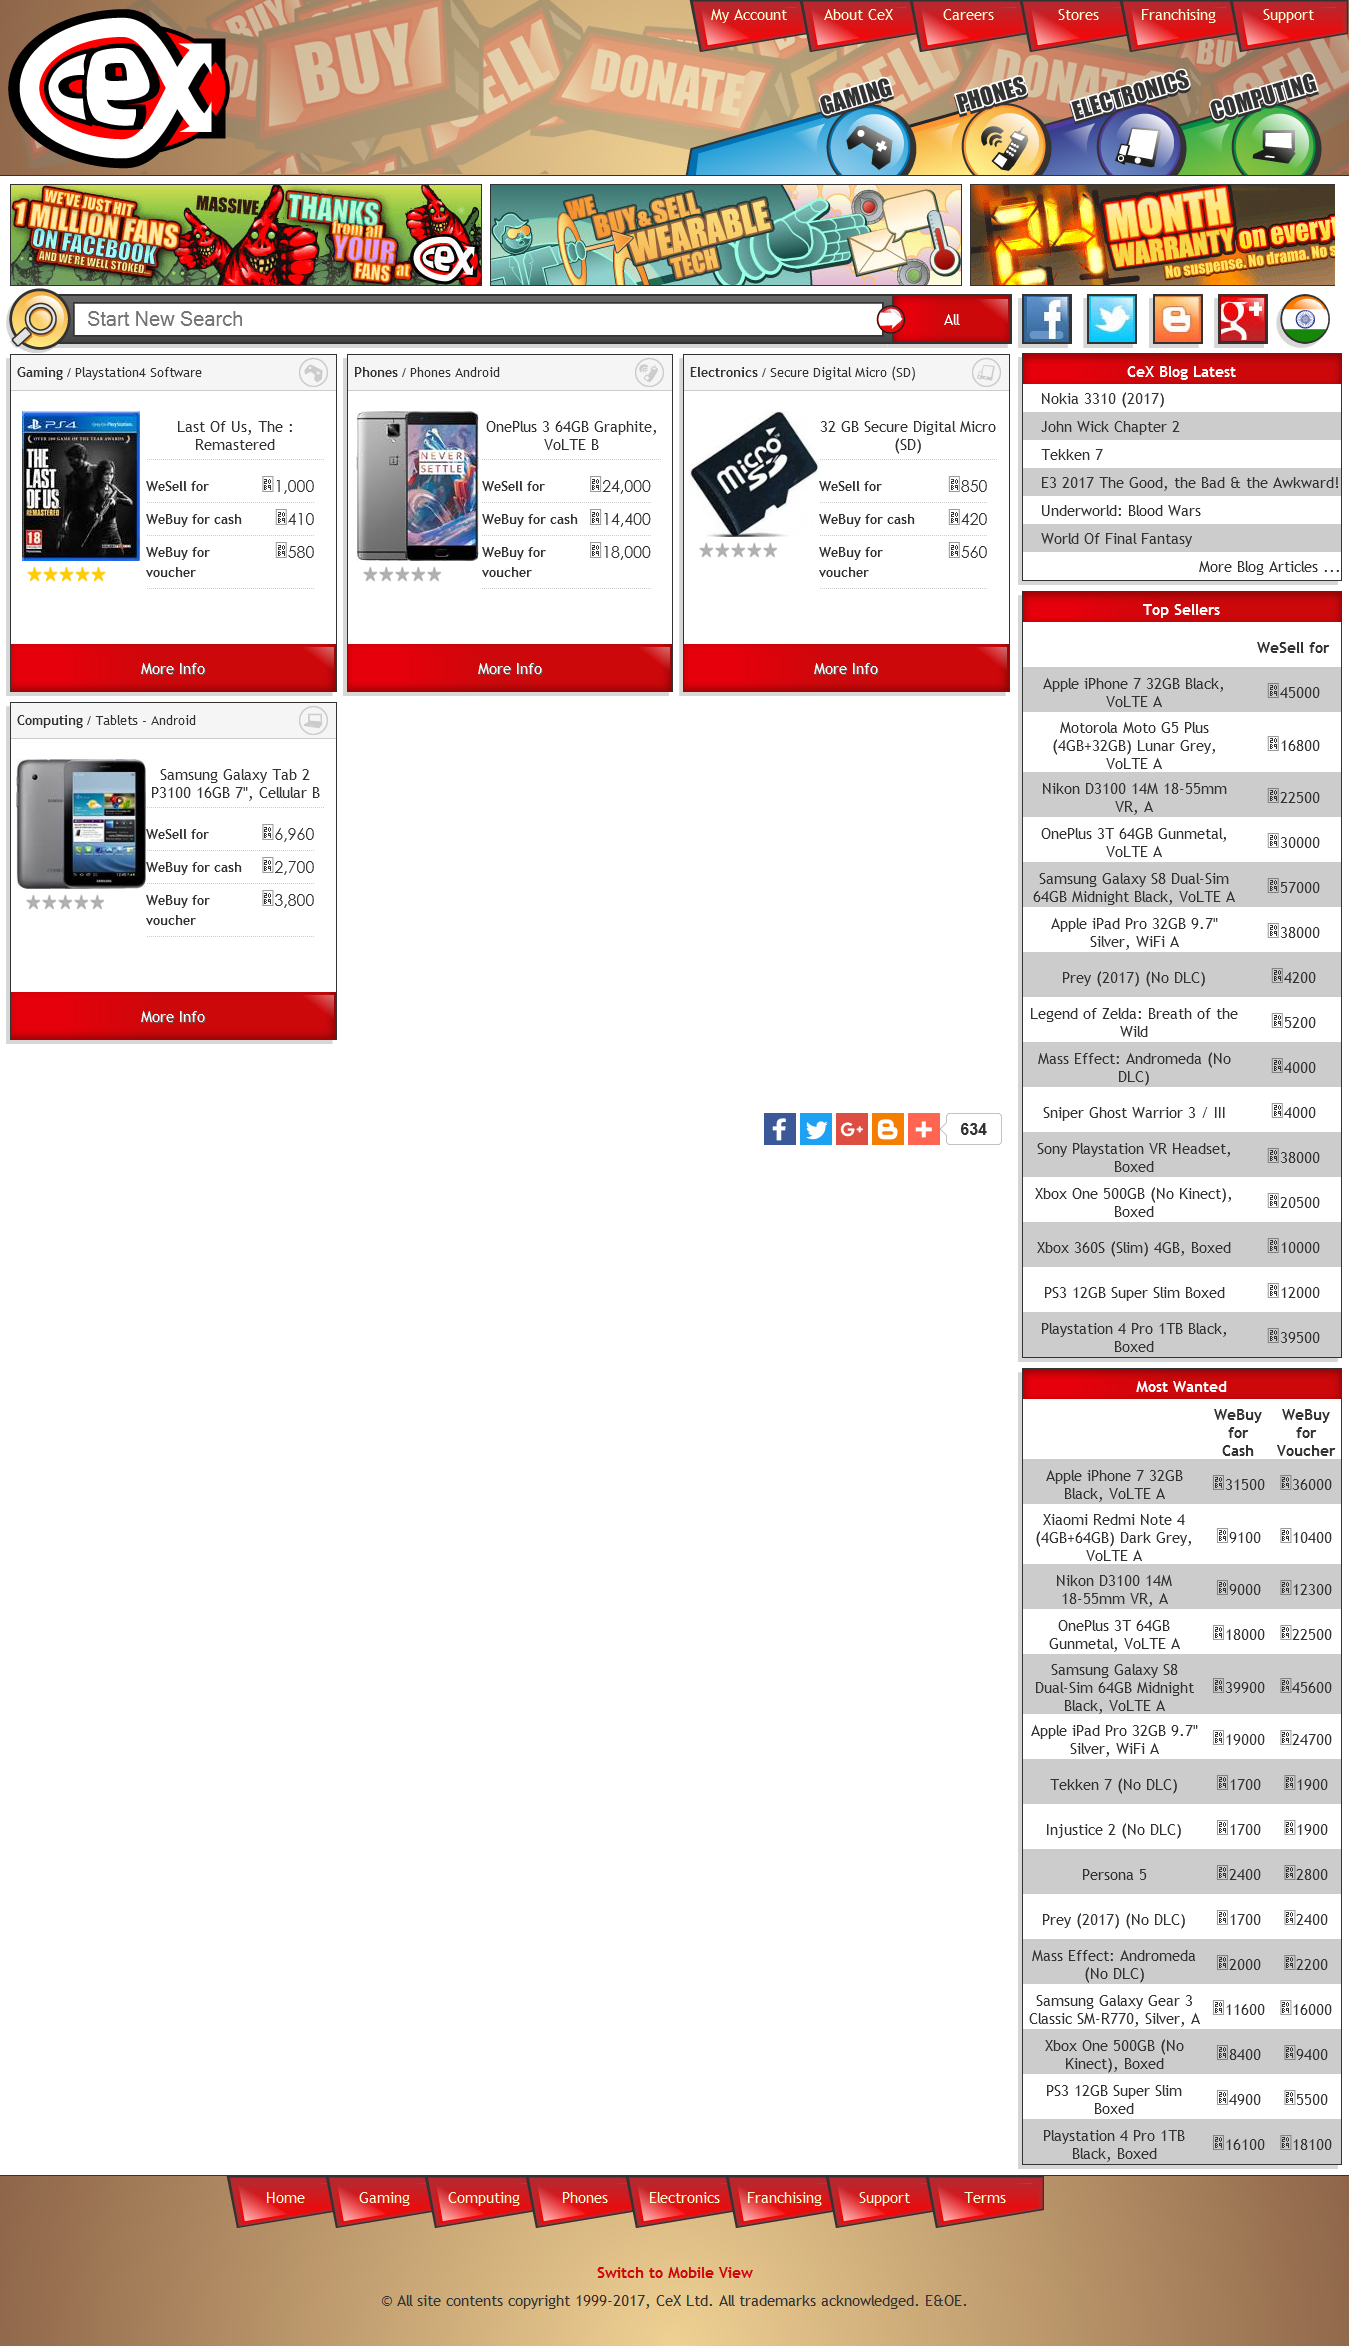 My Account About CeX Careers Stores Franchising Support
CeX
BUY SELL DONATE
GAMING PHONES ELECTRONICS COMPUTING
WE'VE JUST HIT
1 MILLION FANS
ON FACEBOOK
AND WE'RE WELL STOKED...
MASSIVE THANKS
from all
YOUR
FANS at CeX
WE
BUY & SELL
WEARABLE
TECH
24 MONTH
WARRANTY on every
No suspense. No drama. No s
Start New Search
All
Gaming / Playstation4 Software
Last Of Us, The :
Remastered
WeSell for 1,000
WeBuy for cash 410
WeBuy for 580
voucher
More Info
Phones / Phones Android
NEVER
SETTLE
OnePlus 3 64GB Graphite,
VoLTE B
WeSell for 24,000
WeBuy for cash 14,400
WeBuy for 18,000
voucher
More Info
Electronics / Secure Digital Micro (SD)
32 GB Secure Digital Micro
(SD)
WeSell for 850
WeBuy for cash 420
WeBuy for 560
voucher
More Info
PS4
THE
LAST
OF US
REMASTERED
18
micro
SD
Computing / Tablets - Android
Samsung Galaxy Tab 2
P3100 16GB 7", Cellular B
WeSell for 6,960
WeBuy for cash 2,700
WeBuy for 3,800
voucher
More Info
634
CeX Blog Latest
Nokia 3310 (2017)
John Wick Chapter 2
Tekken 7
E3 2017 The Good, the Bad & the Awkward!
Underworld: Blood Wars
World Of Final Fantasy
More Blog Articles ...
Top Sellers
WeSell for
Apple iPhone 7 32GB Black,
VoLTE A 45000
Motorola Moto G5 Plus
(4GB+32GB) Lunar Grey,
VoLTE A 16800
Nikon D3100 14M 18-55mm
VR, A 22500
OnePlus 3T 64GB Gunmetal,
VoLTE A 30000
Samsung Galaxy S8 Dual-Sim
64GB Midnight Black, VoLTE A 57000
Apple iPad Pro 32GB 9.7"
Silver, WiFi A 38000
Prey (2017) (No DLC) 4200
Legend of Zelda: Breath of the
Wild 5200
Mass Effect: Andromeda (No
DLC) 4000
Sniper Ghost Warrior 3 / III 4000
Sony Playstation VR Headset,
Boxed 38000
Xbox One 500GB (No Kinect),
Boxed 20500
Xbox 360S (Slim) 4GB, Boxed 10000
PS3 12GB Super Slim Boxed 12000
Playstation 4 Pro 1TB Black,
Boxed 39500
Most Wanted
WeBuy WeBuy
for for
Cash Voucher
Apple iPhone 7 32GB
Black, VoLTE A 31500 36000
Xiaomi Redmi Note 4
(4GB+64GB) Dark Grey,
VoLTE A 9100 10400
Nikon D3100 14M
18-55mm VR, A 9000 12300
OnePlus 3T 64GB
Gunmetal, VoLTE A 18000 22500
Samsung Galaxy S8
Dual-Sim 64GB Midnight
Black, VoLTE A 39900 45600
Apple iPad Pro 32GB 9.7"
Silver, WiFi A 19000 24700
Tekken 7 (No DLC) 1700 1900
Injustice 2 (No DLC) 1700 1900
Persona 5 2400 2800
Prey (2017) (No DLC) 1700 2400
Mass Effect: Andromeda
(No DLC) 2000 2200
Samsung Galaxy Gear 3
Classic SM-R770, Silver, A 11600 16000
Xbox One 500GB (No
Kinect), Boxed 8400 9400
PS3 12GB Super Slim
Boxed 4900 5500
Playstation 4 Pro 1TB
Black, Boxed 16100 18100
Home Gaming Computing Phones Electronics Franchising Support Terms
Switch to Mobile View
© All site contents copyright 1999-2017, CeX Ltd. All trademarks acknowledged. E&OE.